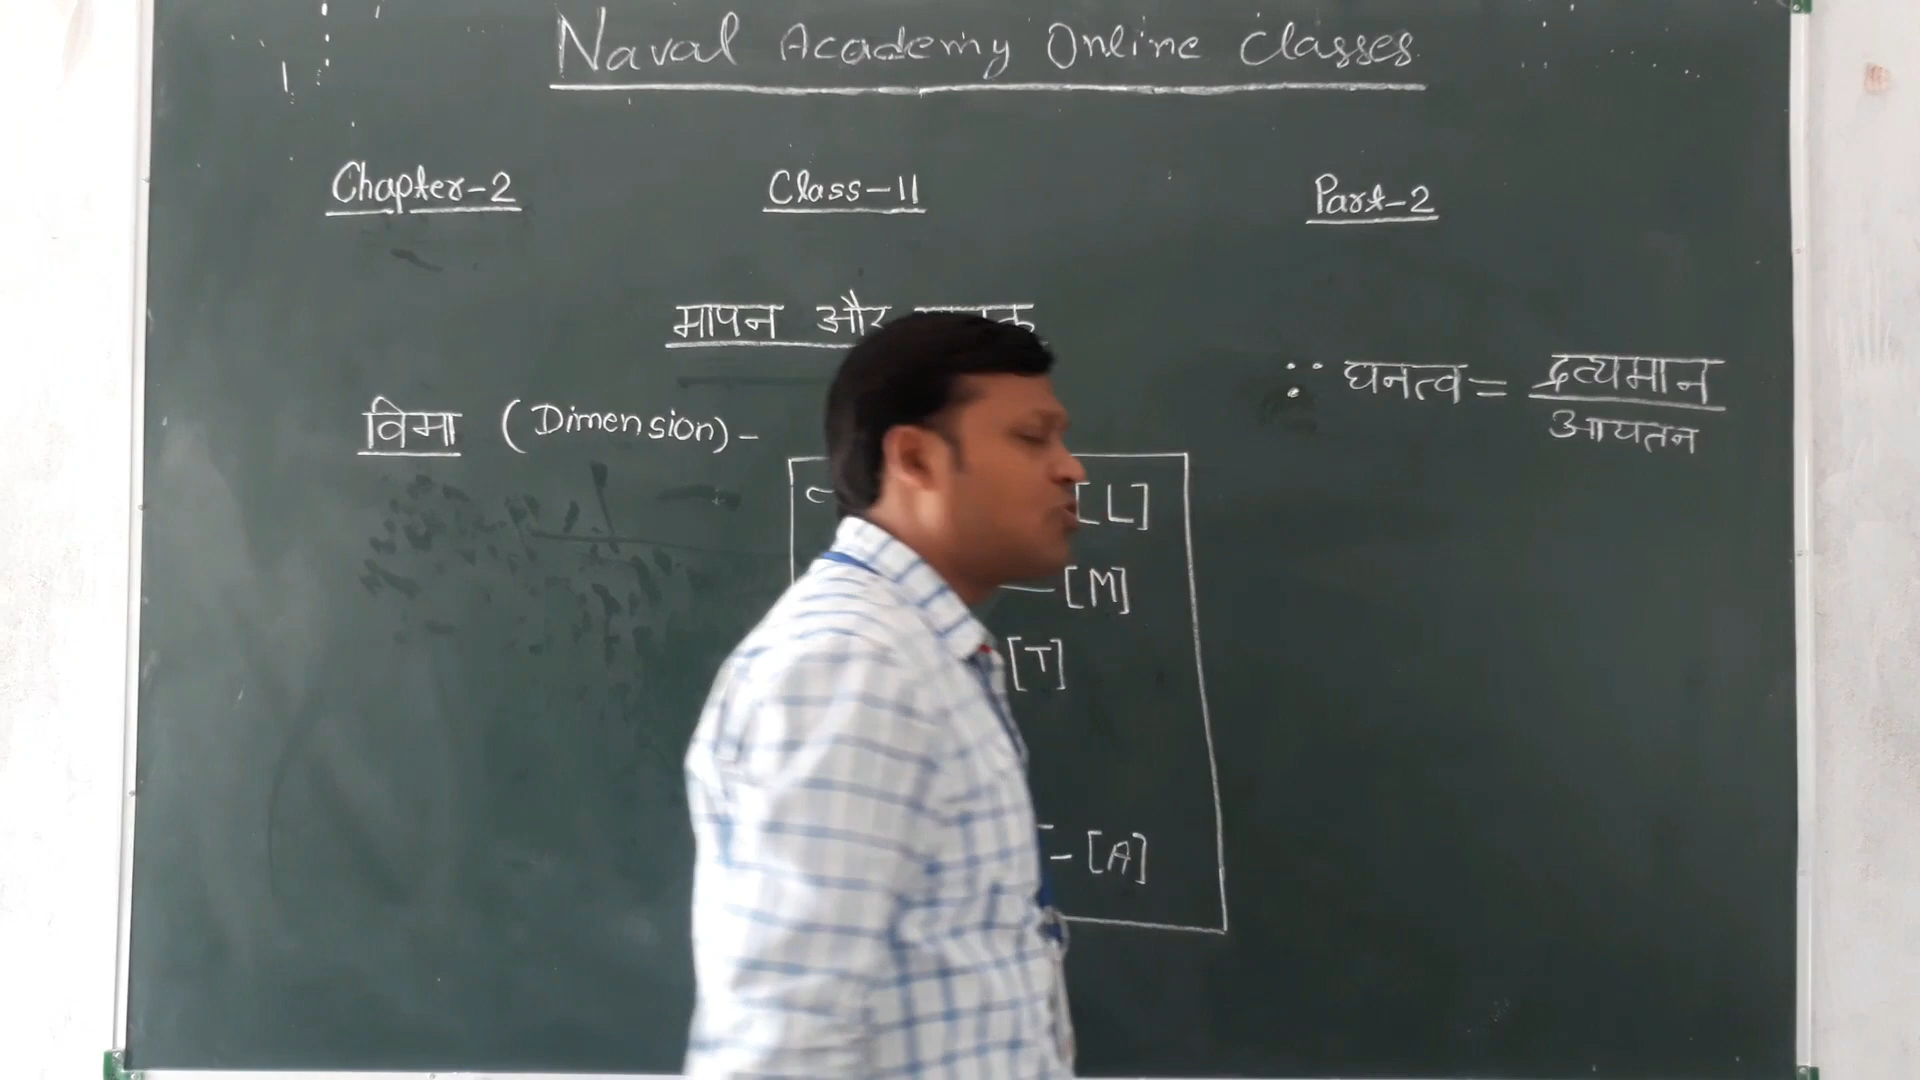 Naval Academy Online Classes
Chapter-2 Class-11 Part-2
मापन और
विमा (Dimension) -
[L]
— [M]
[T]
- [A]
∵ घनत्व = द्रव्यमान
आयतन